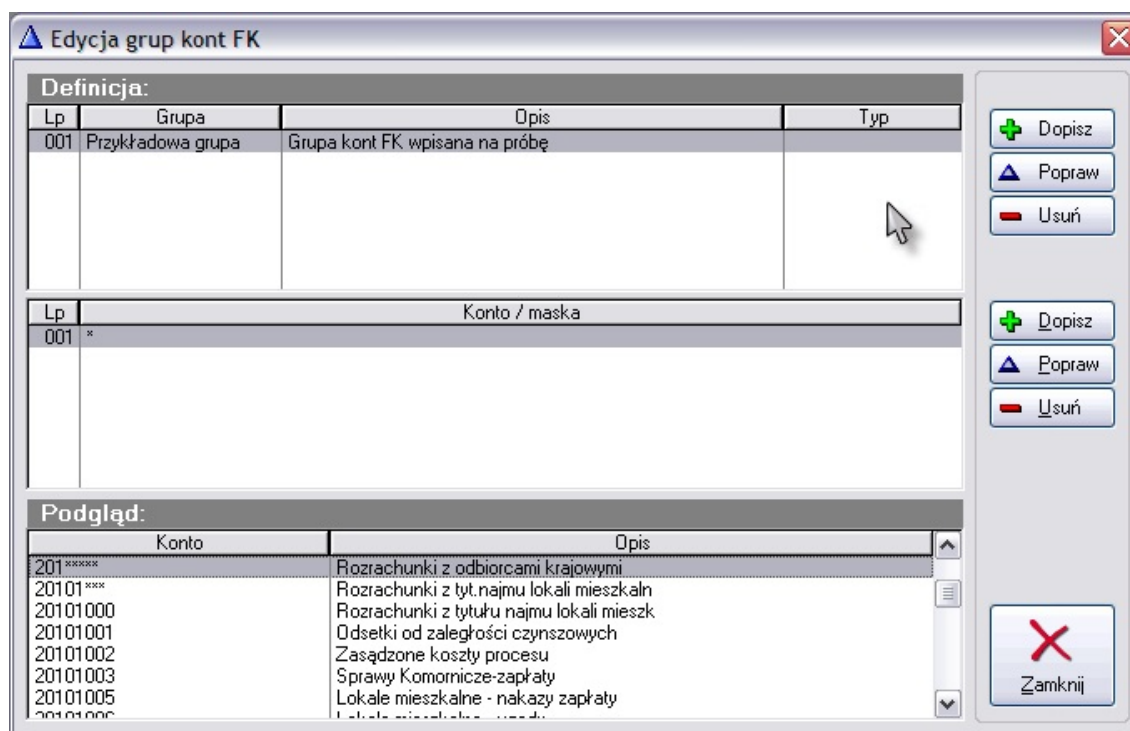 Edycja grup kont FK
Definicja:
Lp Grupa Opis Typ
001 Przykładowa grupa Grupa kont FK wpisana na próbę
Dopisz
Popraw
Usuń
Lp Konto / maska
001 *
Dopisz
Popraw
Usuń
Podgląd:
Konto Opis
201***** Rozrachunki z odbiorcami krajowymi
20101*** Rozrachunki z tyt.najmu lokali mieszkaln
20101000 Rozrachunki z tytułu najmu lokali mieszk
20101001 Odsetki od zaległości czynszowych
20101002 Zasądzone koszty procesu
20101003 Sprawy Komornicze-zapłaty
20101005 Lokale mieszkalne - nakazy zapłaty
Zamknij